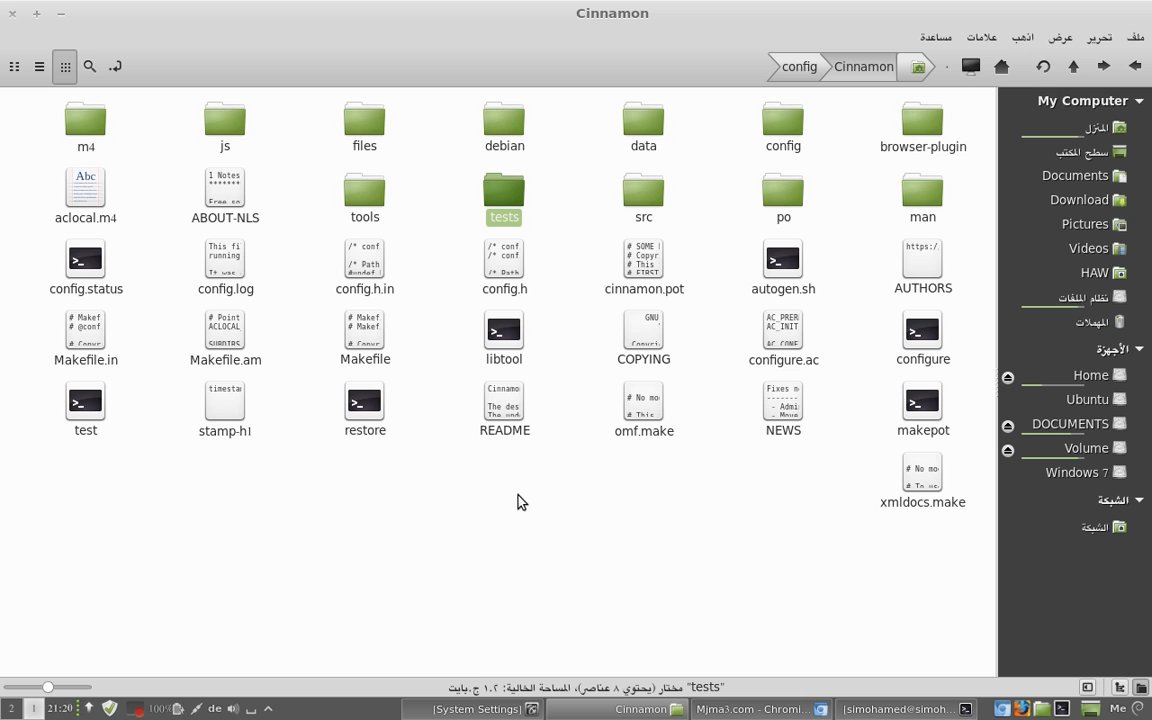 Cinnamon
ملف تحرير عرض اذهب علامات مساعدة
Cinnamon config
browser-plugin
config
data
debian
files
js
m4
man
po
src
tests
tools
ABOUT-NLS
aclocal.m4
AUTHORS
autogen.sh
cinnamon.pot
config.h
config.h.in
config.log
config.status
configure
configure.ac
COPYING
libtool
Makefile
Makefile.am
Makefile.in
makepot
NEWS
omf.make
README
restore
stamp-h1
test
xmldocs.make
My Computer
المنزل
سطح المكتب
Documents
Download
Pictures
Videos
HAW
نظام الملفات
المهملات
الأجهزة
Home
Ubuntu
DOCUMENTS
Volume
Windows 7
الشبكة
الشبكة
"tests" مختار (يحتوي ٨ عناصر)، المساحة الخالية: ١.٢ ج.بايت
Me
[simohamed@simoh...
Mjma3.com - Chromi...
Cinnamon
[System Settings]
de
100%
21:20
1
2